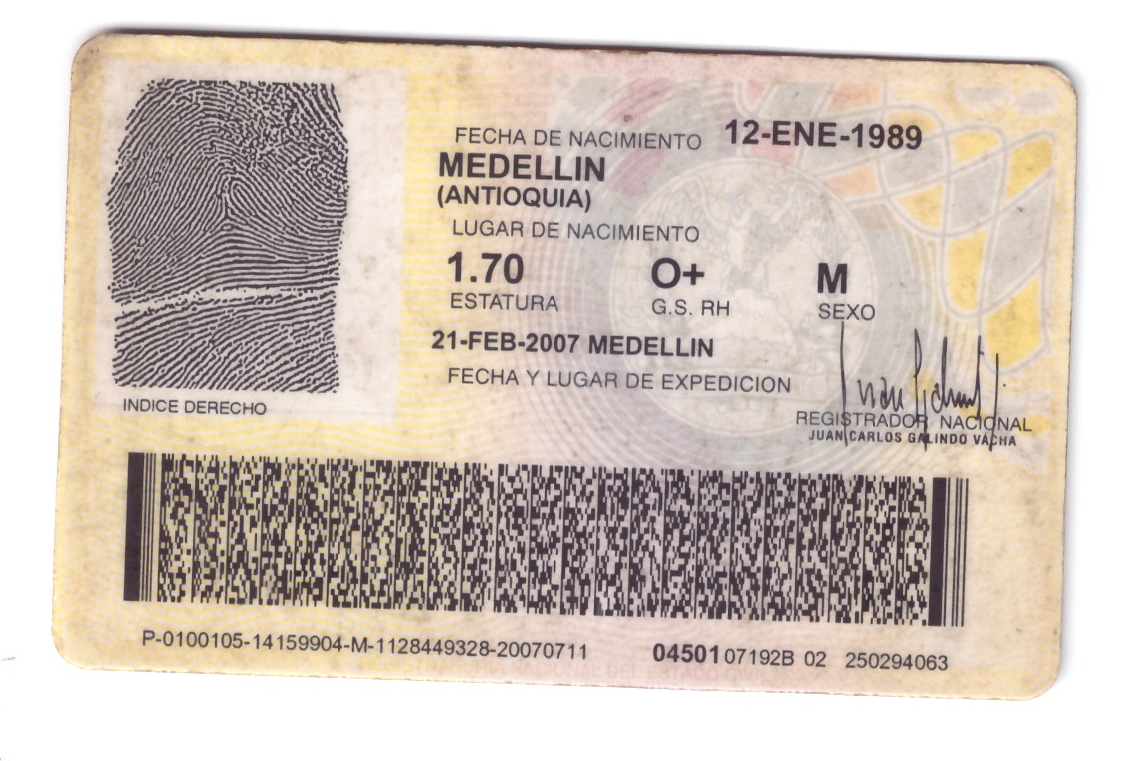 FECHA DE NACIMIENTO 12-ENE-1989
MEDELLIN
(ANTIOQUIA)
LUGAR DE NACIMIENTO
1.70 O+ M
ESTATURA G.S. RH SEXO
21-FEB-2007 MEDELLIN
FECHA Y LUGAR DE EXPEDICION
INDICE DERECHO
REGISTRADOR NACIONAL
JUAN CARLOS GALINDO VACHA
P-0100105-14159904-M-1128449328-20070711 04501 07192B 02 250294063